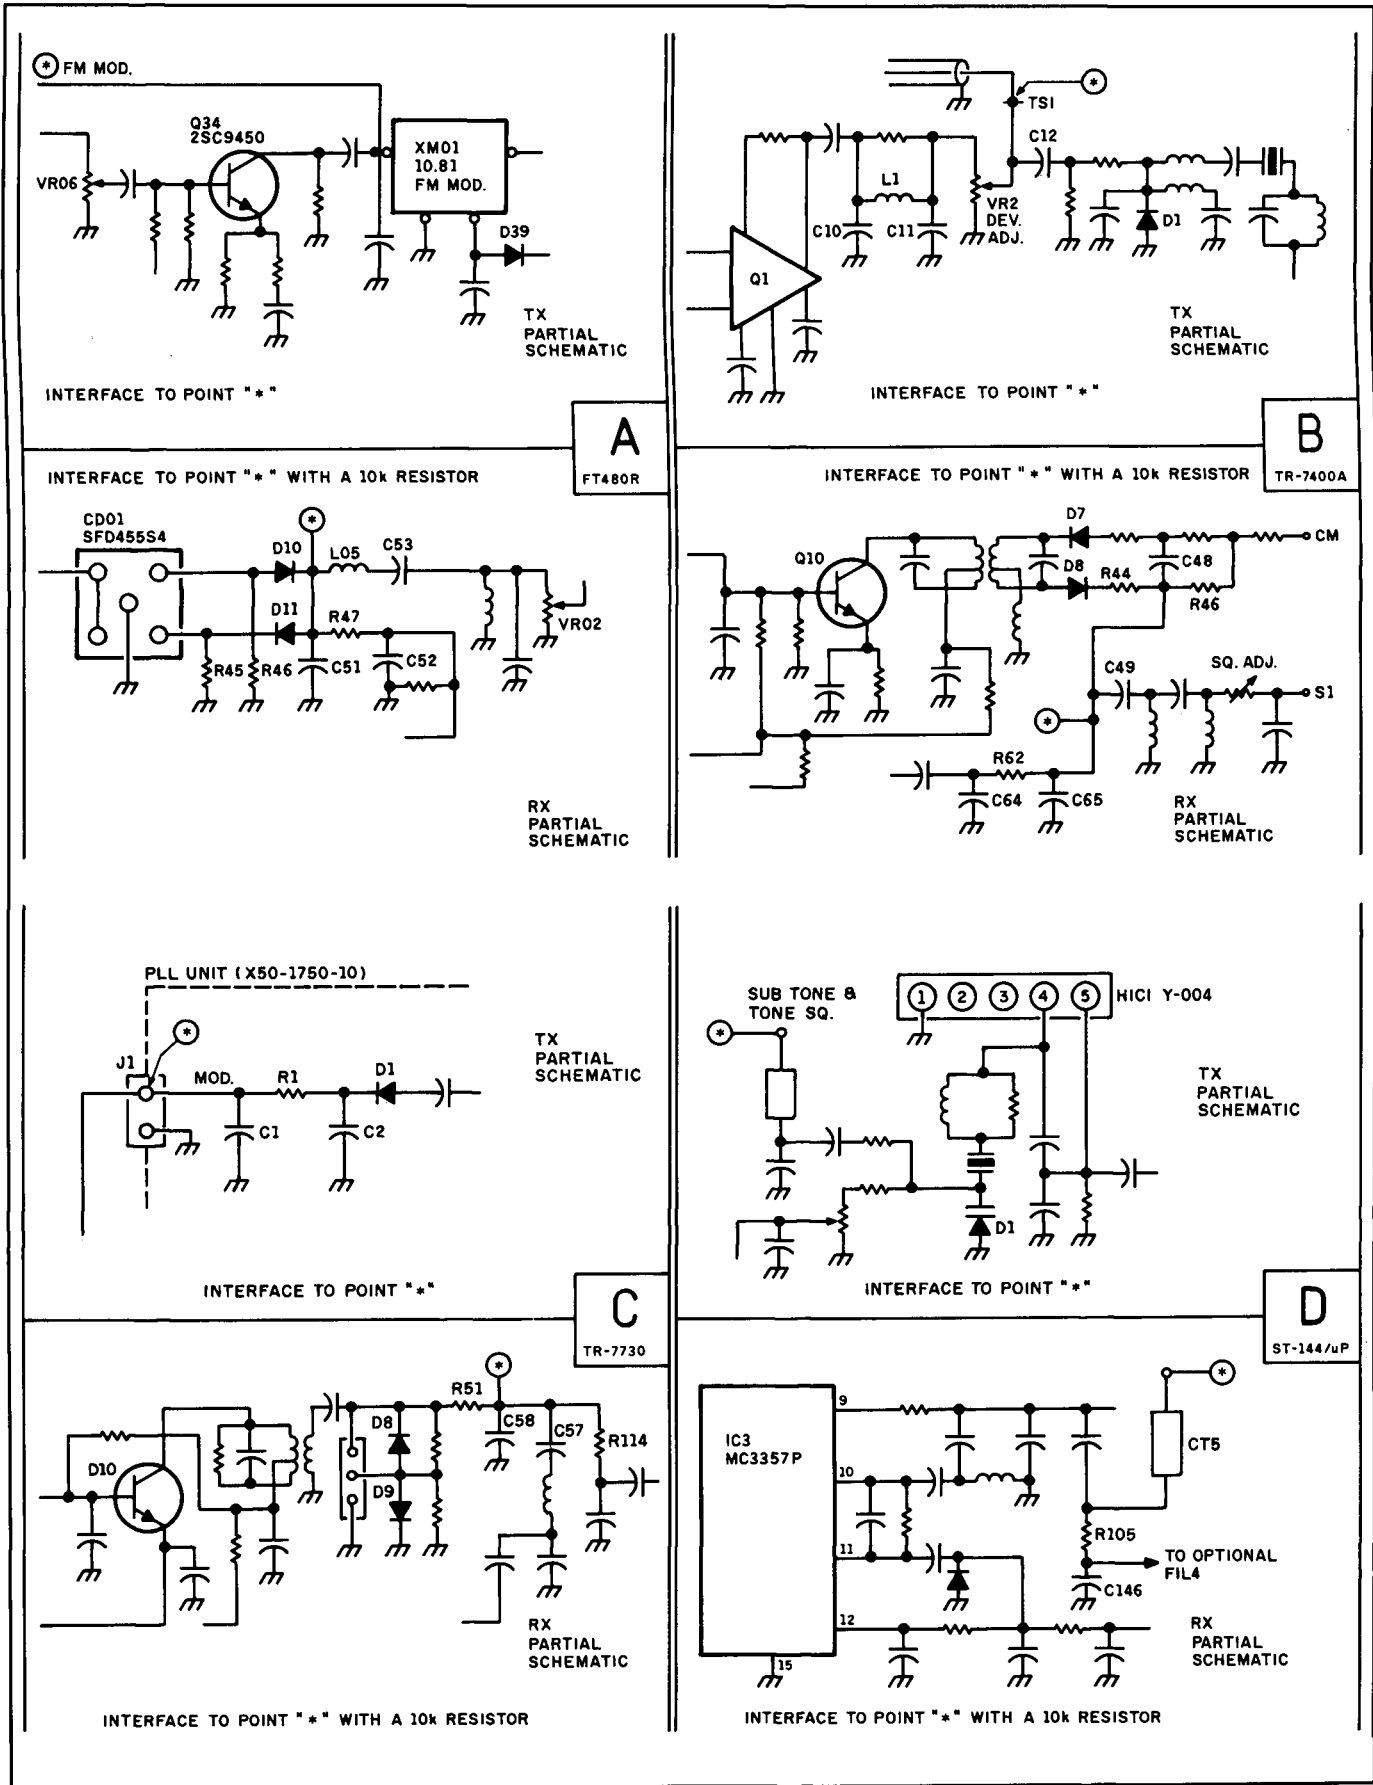 * FM MOD.
Q34
2SC9450
VR06
XM01
10.81
FM MOD.
D39
TX
PARTIAL
SCHEMATIC
INTERFACE TO POINT "*"
A
FT480R
INTERFACE TO POINT "*" WITH A 10k RESISTOR
CD01
SFD455S4
*
D10
L05
C53
D11
R47
VR02
R45
R46
C51
C52
RX
PARTIAL
SCHEMATIC
*
TS1
C12
L1
VR2
DEV.
ADJ.
C10
C11
D1
Q1
TX
PARTIAL
SCHEMATIC
INTERFACE TO POINT "*"
B
TR-7400A
INTERFACE TO POINT "*" WITH A 10k RESISTOR
D7
CM
Q10
D8
C48
R44
R46
C49
SQ. ADJ.
S1
*
R62
C64
C65
RX
PARTIAL
SCHEMATIC
PLL UNIT (X50-1750-10)
*
J1
MOD.
R1
D1
C1
C2
TX
PARTIAL
SCHEMATIC
INTERFACE TO POINT "*"
C
TR-7730
*
R51
D8
C58
C57
R114
D10
D9
RX
PARTIAL
SCHEMATIC
INTERFACE TO POINT "*" WITH A 10k RESISTOR
SUB TONE &
TONE SQ.
*
1 2 3 4 5
HICI Y-004
D1
TX
PARTIAL
SCHEMATIC
INTERFACE TO POINT "*"
D
ST-144/uP
*
9
IC3
MC3357P
CT5
10
R105
11
TO OPTIONAL
FIL4
C146
12
15
RX
PARTIAL
SCHEMATIC
INTERFACE TO POINT "*" WITH A 10k RESISTOR